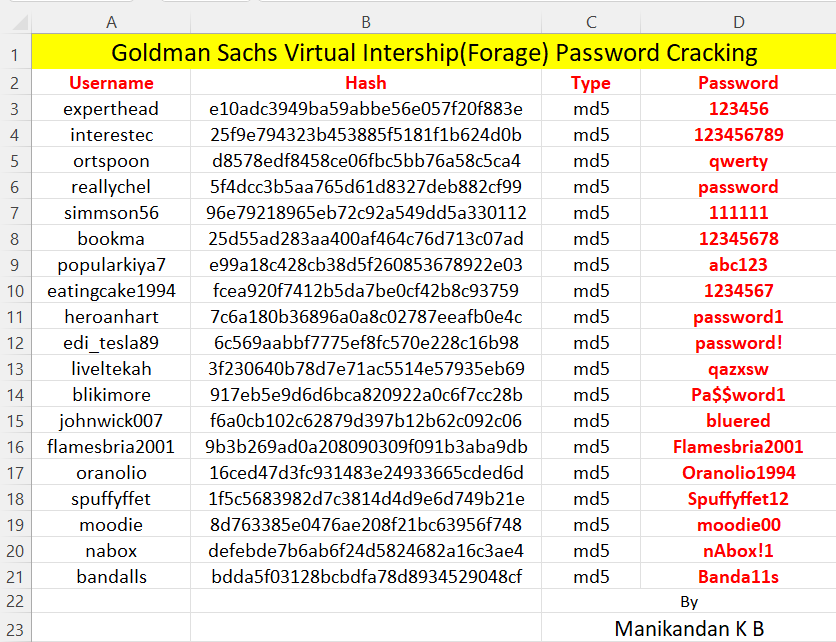 A B C D
1 Goldman Sachs Virtual Intership(Forage) Password Cracking
2 Username Hash Type Password
3 experthead e10adc3949ba59abbe56e057f20f883e md5 123456
4 interestec 25f9e794323b453885f5181f1b624d0b md5 123456789
5 ortspoon d8578edf8458ce06fbc5bb76a58c5ca4 md5 qwerty
6 reallychel 5f4dcc3b5aa765d61d8327deb882cf99 md5 password
7 simmson56 96e79218965eb72c92a549dd5a330112 md5 111111
8 bookma 25d55ad283aa400af464c76d713c07ad md5 12345678
9 popularkiya7 e99a18c428cb38d5f260853678922e03 md5 abc123
10 eatingcake1994 fcea920f7412b5da7be0cf42b8c93759 md5 1234567
11 heroanhart 7c6a180b36896a0a8c02787eeafb0e4c md5 password1
12 edi_tesla89 6c569aabbf7775ef8fc570e228c16b98 md5 password!
13 liveltekah 3f230640b78d7e71ac5514e57935eb69 md5 qazxsw
14 blikimore 917eb5e9d6d6bca820922a0c6f7cc28b md5 Pa$$word1
15 johnwick007 f6a0cb102c62879d397b12b62c092c06 md5 bluered
16 flamesbria2001 9b3b269ad0a208090309f091b3aba9db md5 Flamesbria2001
17 oranolio 16ced47d3fc931483e24933665cded6d md5 Oranolio1994
18 spuffyffet 1f5c5683982d7c3814d4d9e6d749b21e md5 Spuffyffet12
19 moodie 8d763385e0476ae208f21bc63956f748 md5 moodie00
20 nabox defebde7b6ab6f24d5824682a16c3ae4 md5 nAbox!1
21 bandalls bdda5f03128bcbdfa78d8934529048cf md5 Banda11s
22 By
23 Manikandan K B